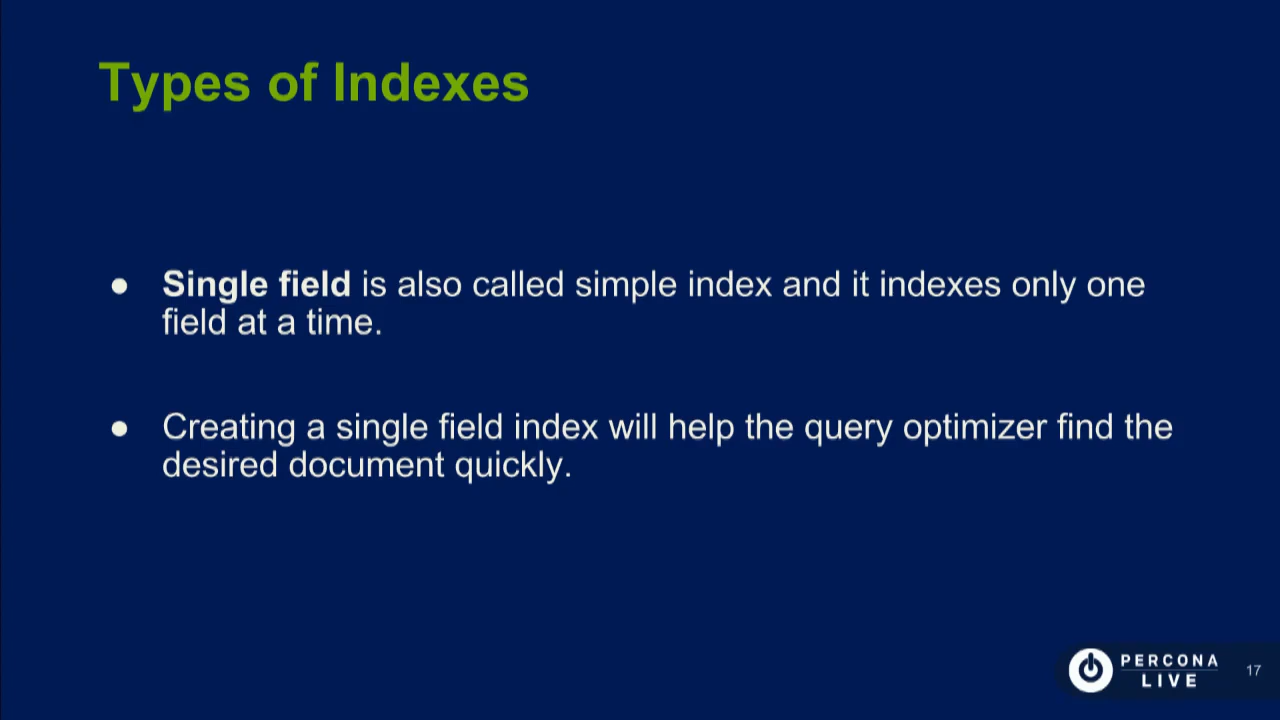 Types of Indexes
● Single field is also called simple index and it indexes only one
field at a time.
● Creating a single field index will help the query optimizer find the
desired document quickly.
PERCONA
LIVE
17